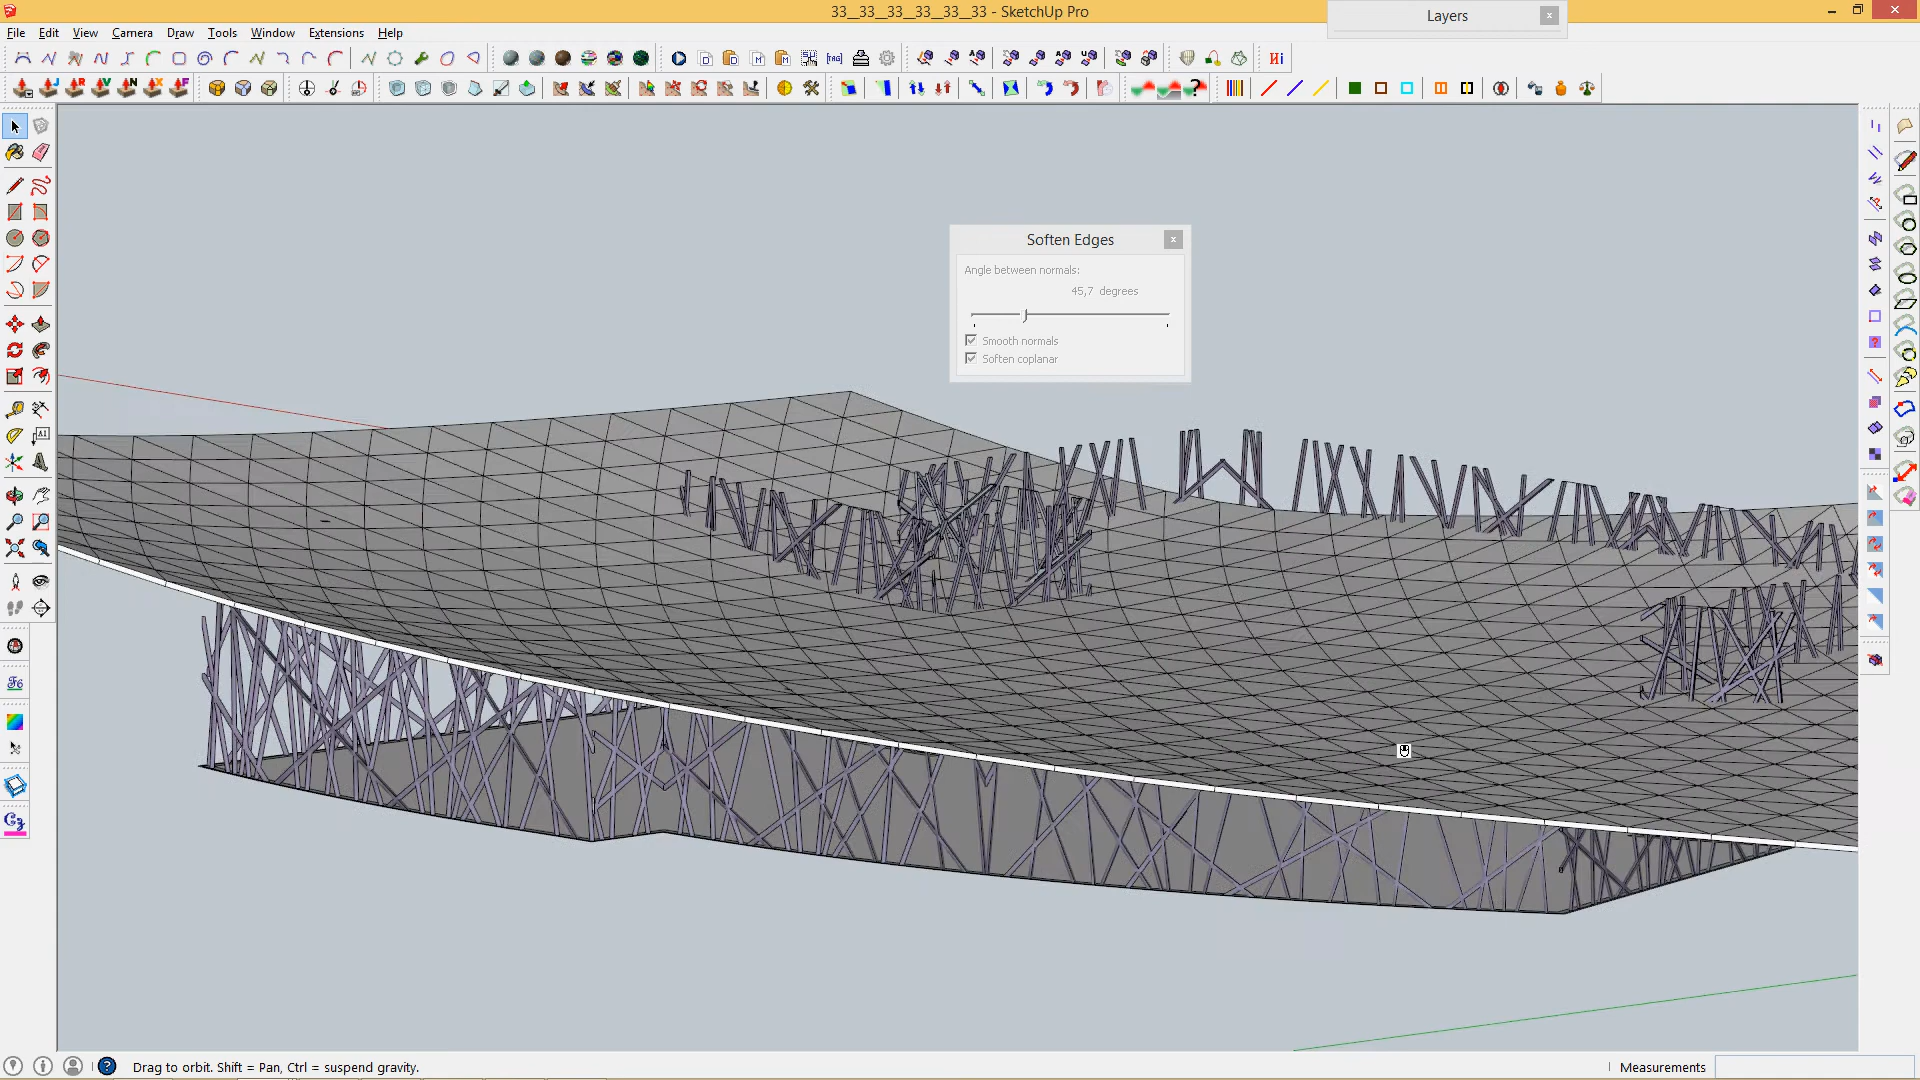 33__33__33__33__33__33 - SketchUp Pro
Layers
File Edit View Camera Draw Tools Window Extensions Help
Soften Edges
Angle between normals:
45,7 degrees
Smooth normals
Soften coplanar
Drag to orbit. Shift = Pan, Ctrl = suspend gravity.
Measurements